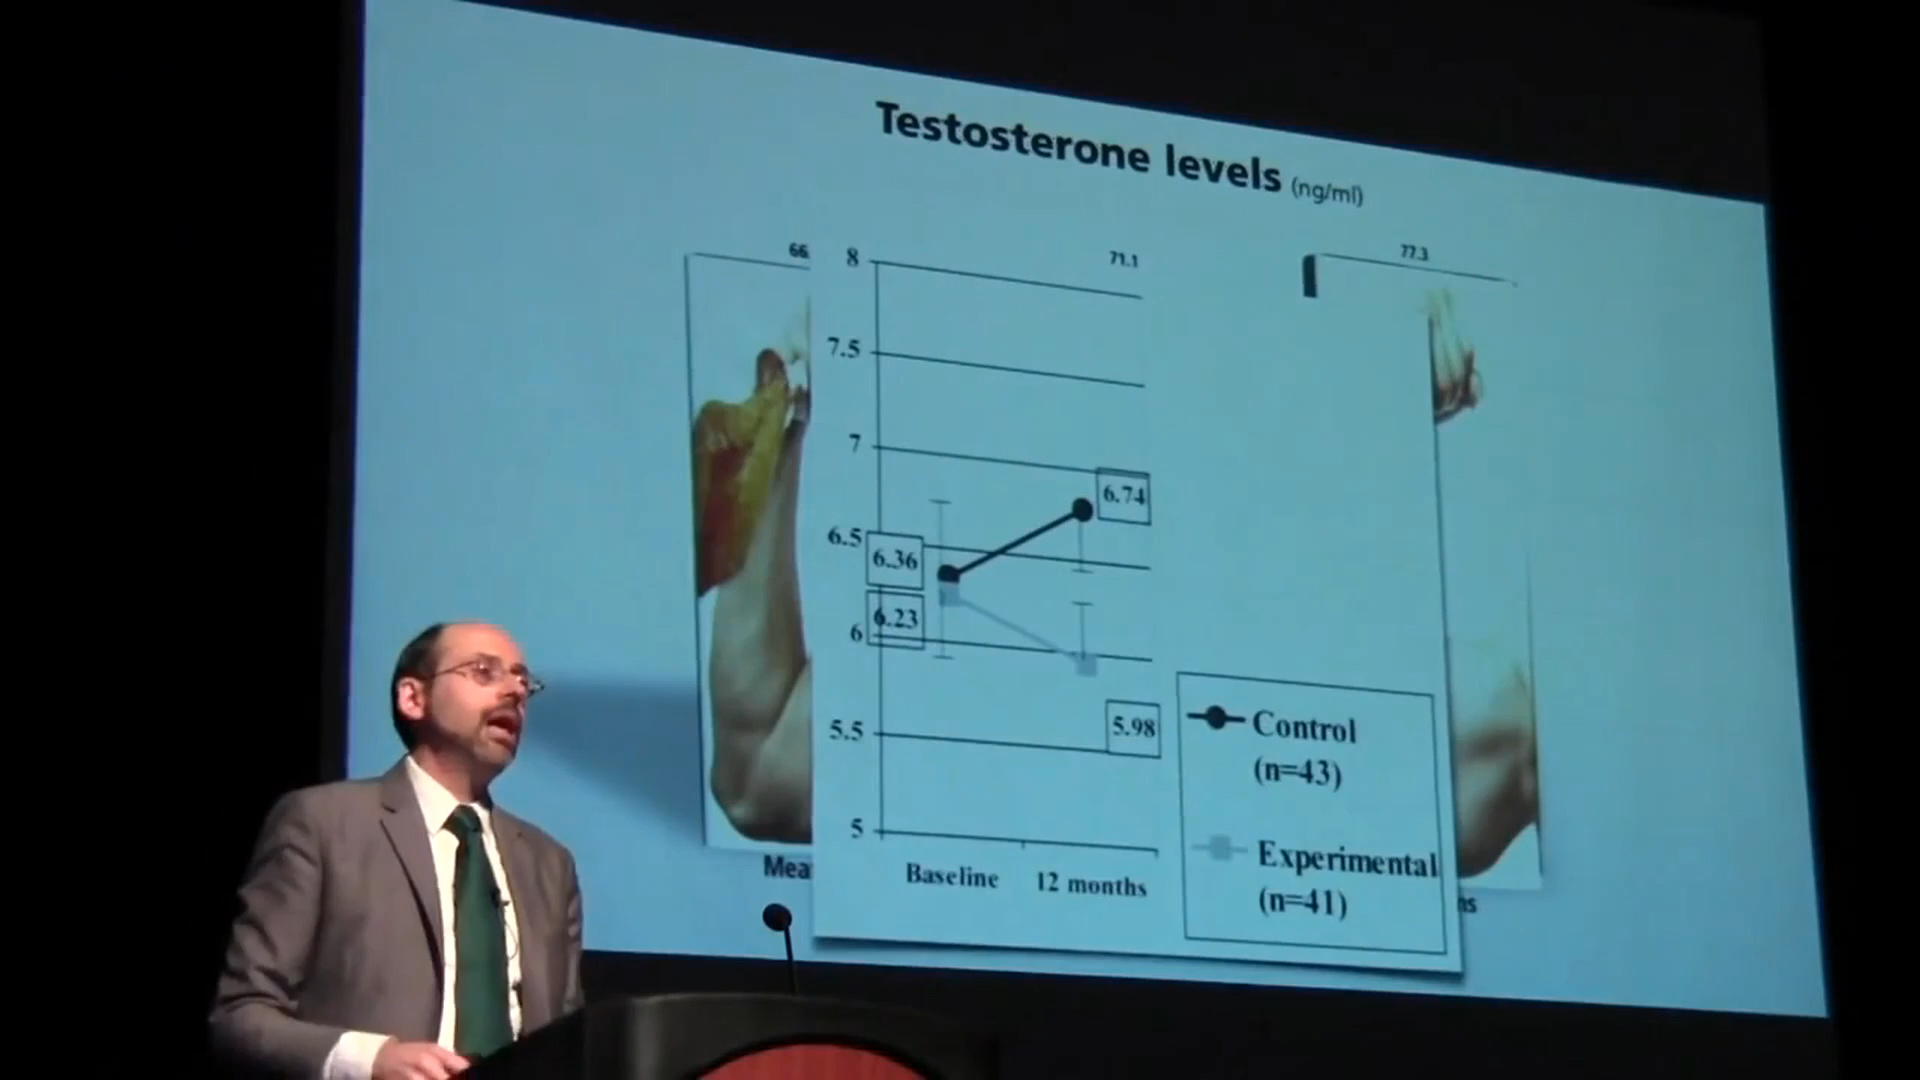 Testosterone levels (ng/ml)
66
8
71.1
77.3
7.5
7
6.74
6.5
6.36
6.23
6
5.98
5.5
5
Control
(n=43)
Experimental
(n=41)
Baseline
12 months